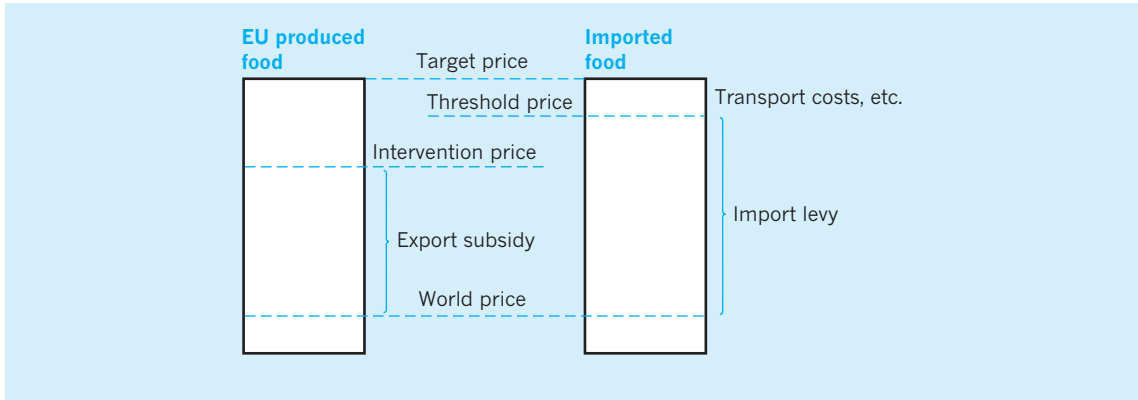 EU produced
food
Imported
food
Target price
Transport costs, etc.
Threshold price
Intervention price
Import levy
Export subsidy
World price